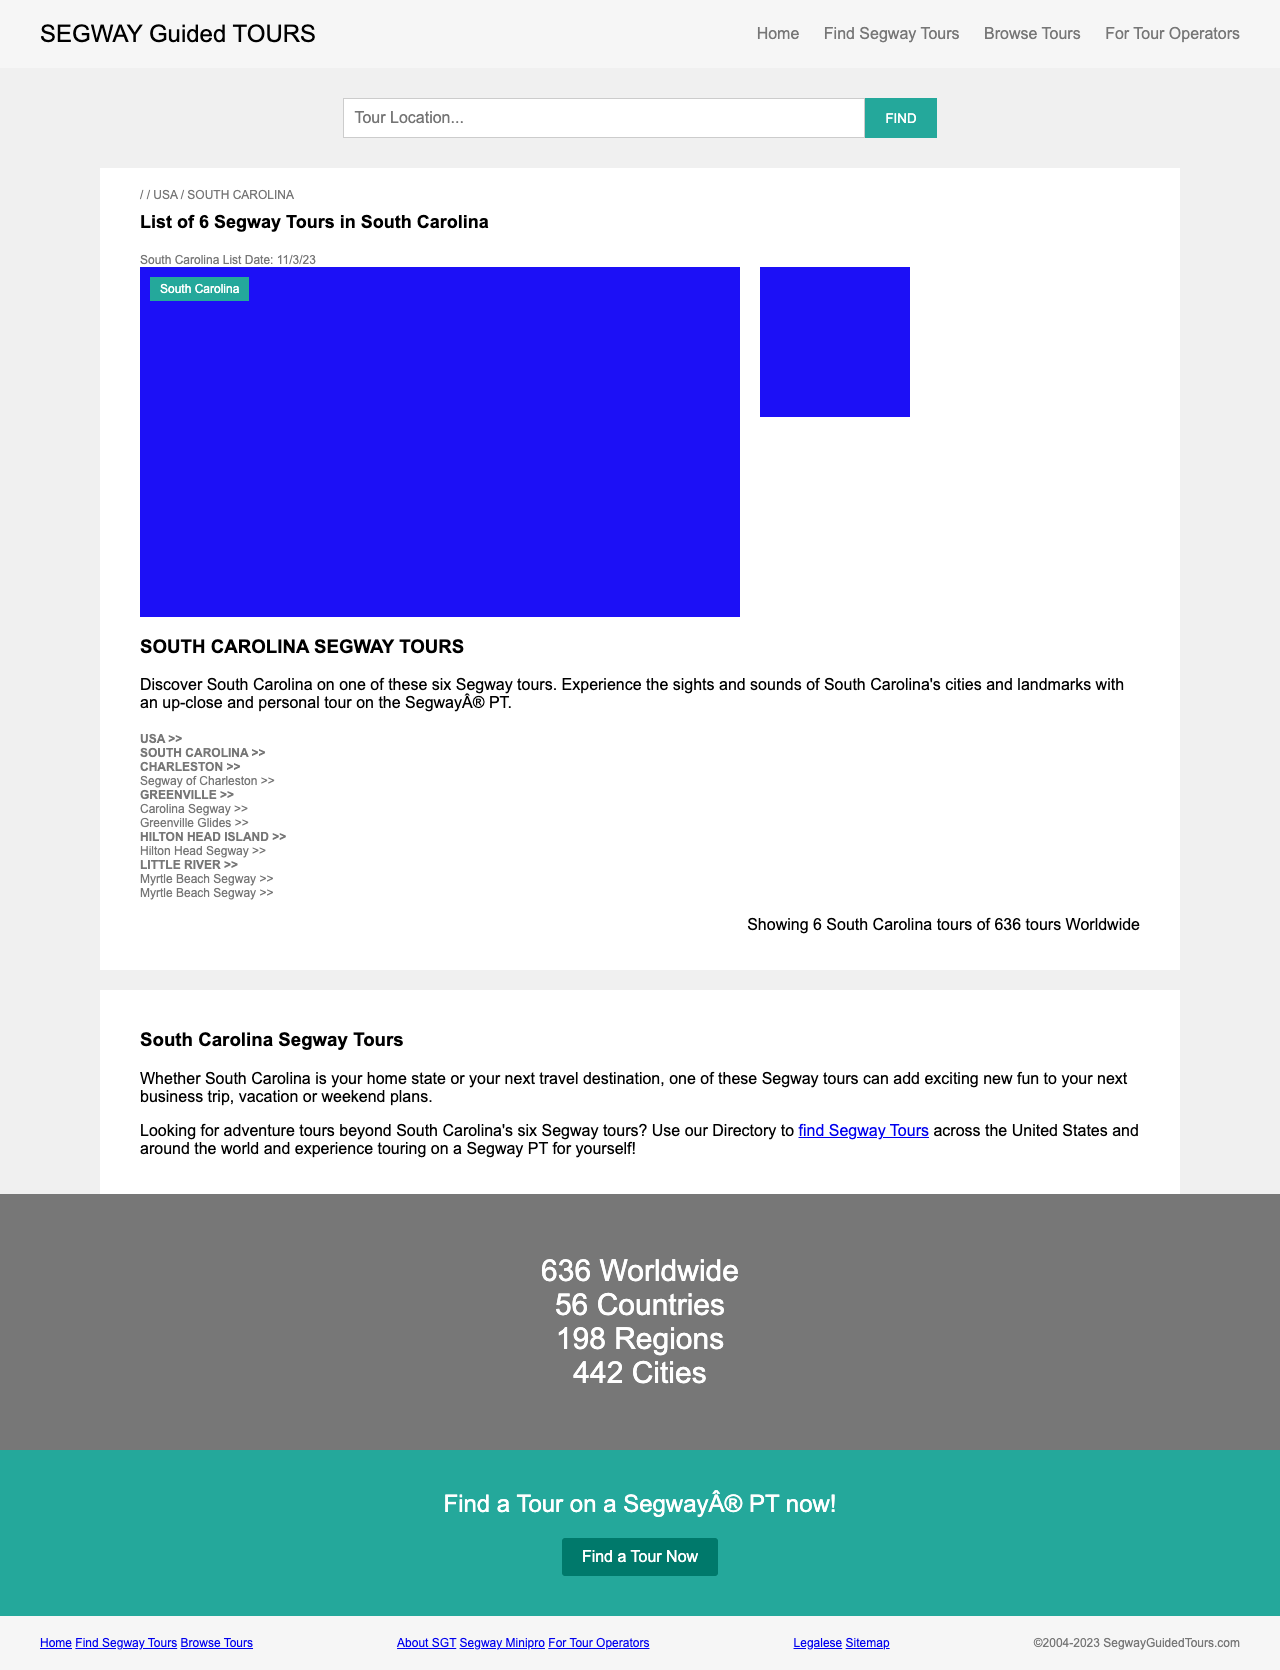 SEGWAY Guided TOURS
Home Find Segway Tours Browse Tours For Tour Operators
Tour Location... FIND
/ / USA / SOUTH CAROLINA
List of 6 Segway Tours in South Carolina
South Carolina List Date: 11/3/23
South Carolina
SOUTH CAROLINA SEGWAY TOURS
Discover South Carolina on one of these six Segway tours. Experience the sights and sounds of South Carolina's cities and landmarks with
an up-close and personal tour on the SegwayÂ® PT.
USA >>
SOUTH CAROLINA >>
CHARLESTON >>
Segway of Charleston >>
GREENVILLE >>
Carolina Segway >>
Greenville Glides >>
HILTON HEAD ISLAND >>
Hilton Head Segway >>
LITTLE RIVER >>
Myrtle Beach Segway >>
Myrtle Beach Segway >>
Showing 6 South Carolina tours of 636 tours Worldwide
South Carolina Segway Tours
Whether South Carolina is your home state or your next travel destination, one of these Segway tours can add exciting new fun to your next
business trip, vacation or weekend plans.
Looking for adventure tours beyond South Carolina's six Segway tours? Use our Directory to find Segway Tours across the United States and
around the world and experience touring on a Segway PT for yourself!
636 Worldwide
56 Countries
198 Regions
442 Cities
Find a Tour on a SegwayÂ® PT now!
Find a Tour Now
Home Find Segway Tours Browse Tours About SGT Segway Minipro For Tour Operators Legalese Sitemap ©2004-2023 SegwayGuidedTours.com